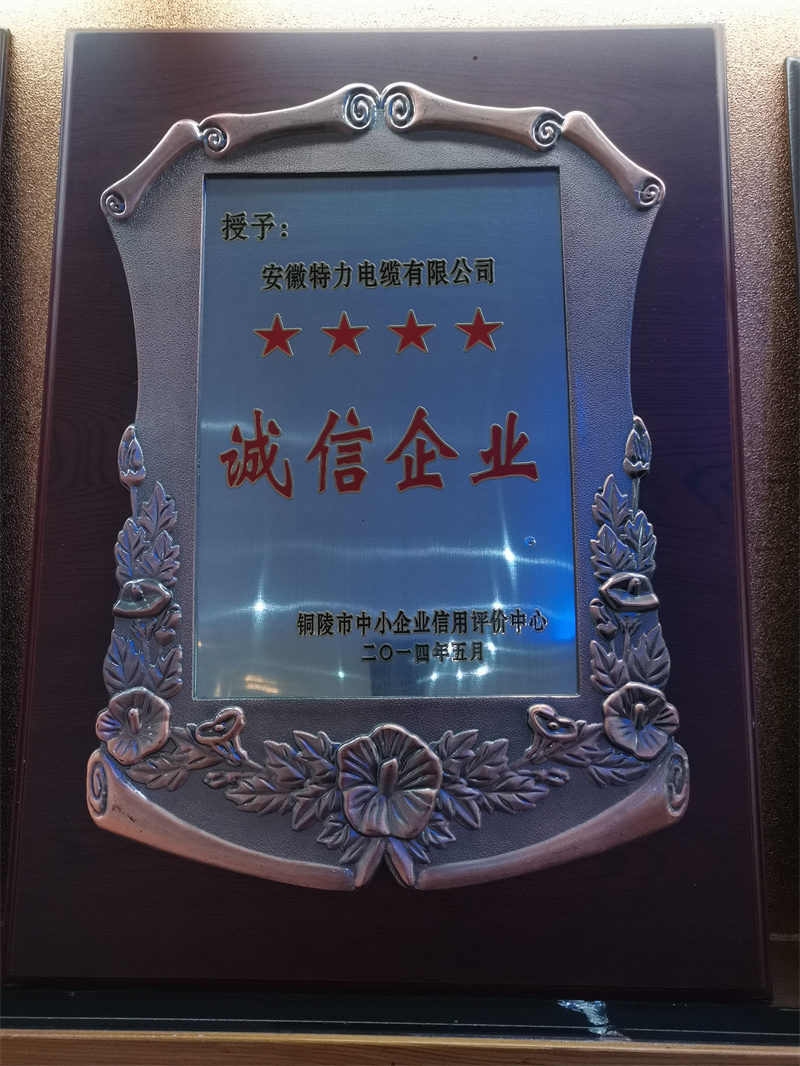 授予：
安徽特力电缆有限公司
★★★★
诚信企业
铜陵市中小企业信用评价中心
二〇一四年五月